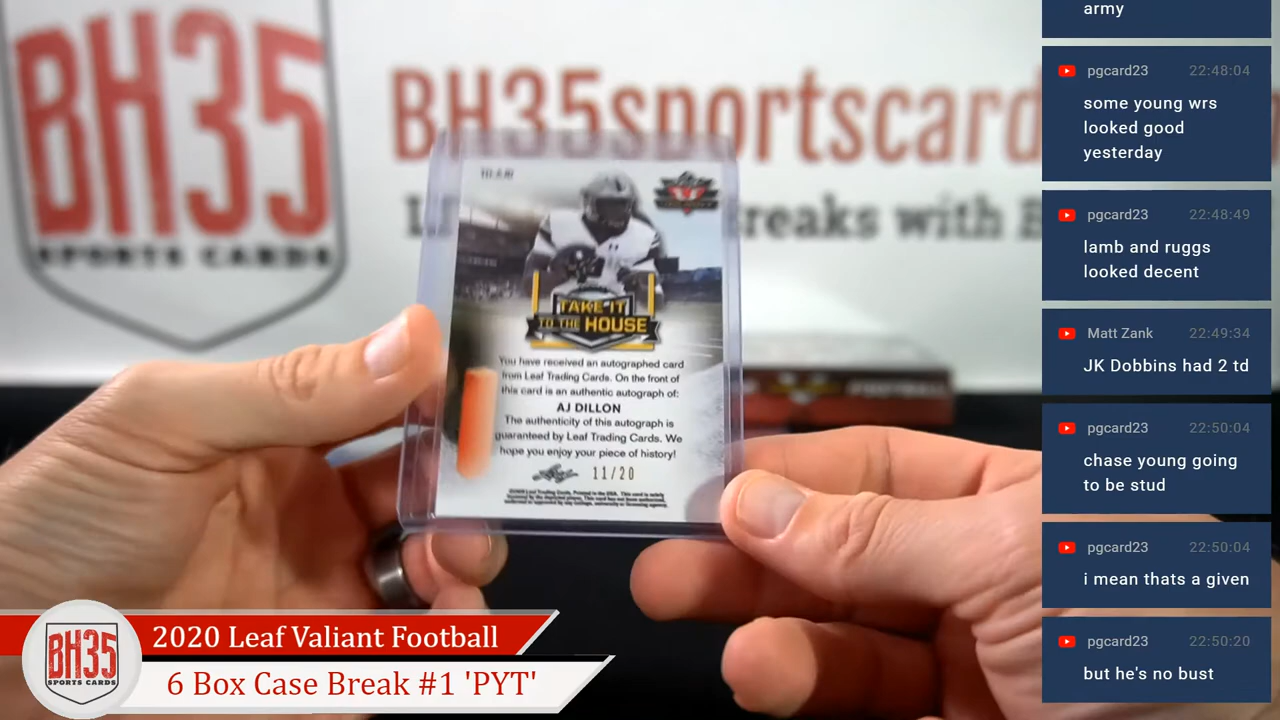 BH35
SPORTS CARDS
BH35sportscard
reaks with
TAKE IT
TO THE HOUSE
You have received an autographed card
from Leaf Trading Cards. On the front of
this card is an authentic autograph of:
AJ DILLON
The authenticity of this autograph is
guaranteed by Leaf Trading Cards. We
hope you enjoy your piece of history!
Leaf 11/20
FOOTBALL
BH35
SPORTS CARDS
2020 Leaf Valiant Football
6 Box Case Break #1 'PYT'
army
pgcard23 22:48:04
some young wrs
looked good
yesterday
pgcard23 22:48:49
lamb and ruggs
looked decent
Matt Zank 22:49:34
JK Dobbins had 2 td
pgcard23 22:50:04
chase young going
to be stud
pgcard23 22:50:04
i mean thats a given
pgcard23 22:50:20
but he's no bust